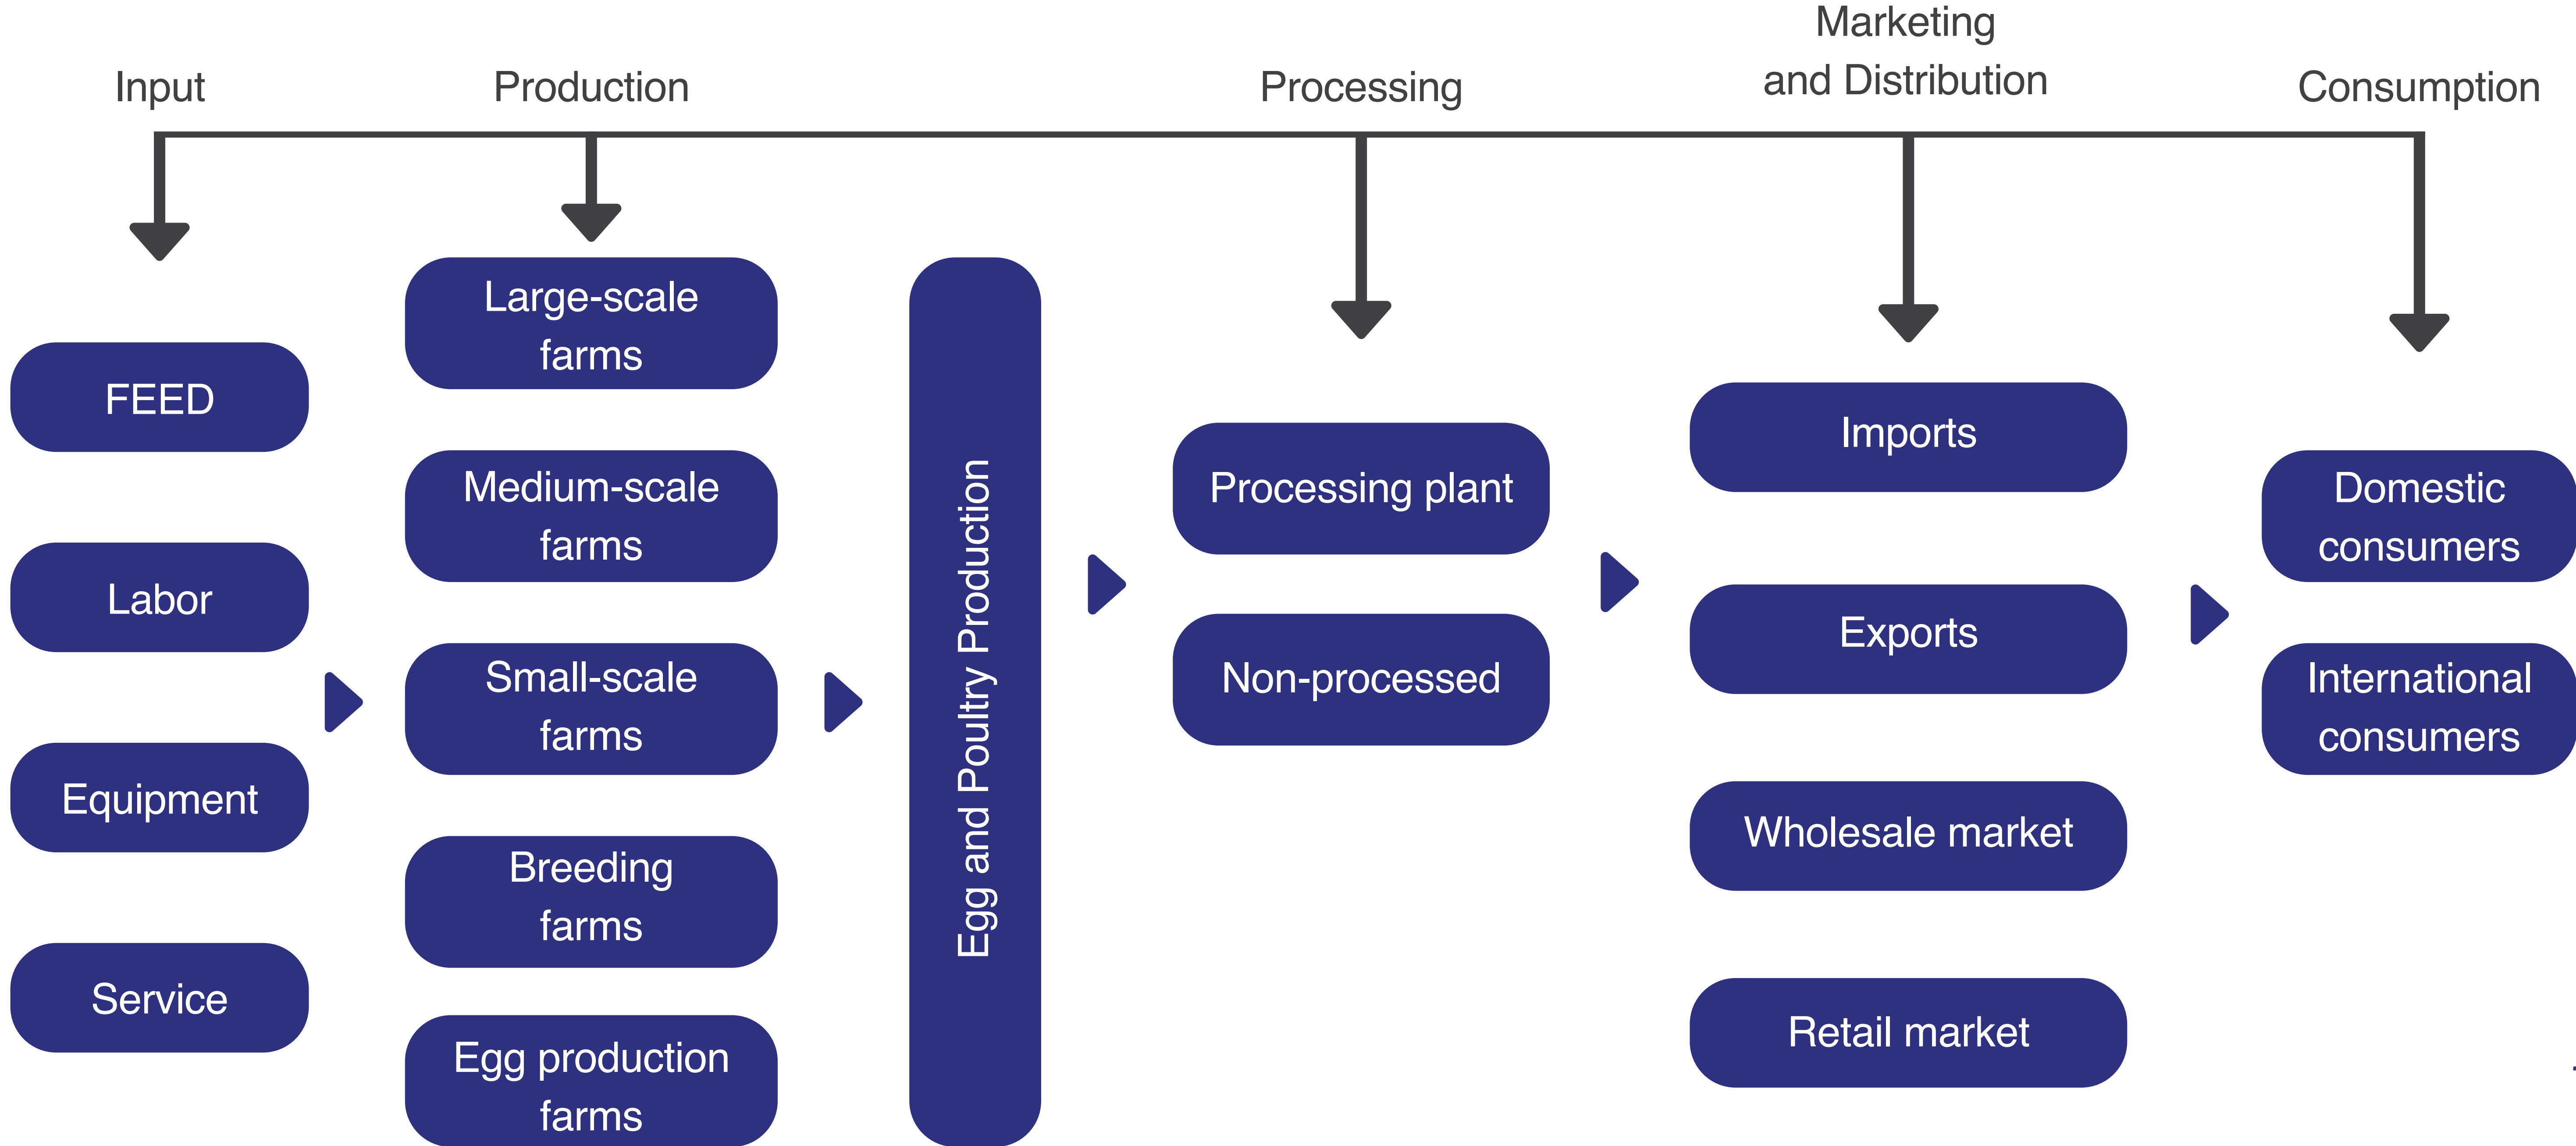 Input
Production
Processing
Marketing
and Distribution
Consumption
FEED
Labor
Equipment
Service
Large-scale
farms
Medium-scale
farms
Small-scale
farms
Breeding
farms
Egg production
farms
Egg and Poultry Production
Processing plant
Non-processed
Imports
Exports
Wholesale market
Retail market
Domestic
consumers
International
consumers